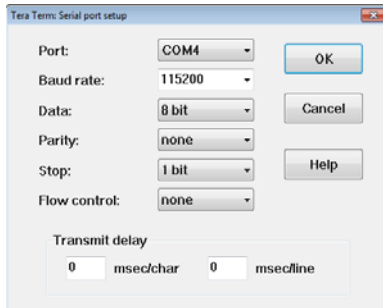 Tera Term: Serial port setup
Port: COM4
OK
Baud rate: 115200
Data: 8 bit
Cancel
Parity: none
Stop: 1 bit
Help
Flow control: none
Transmit delay
0 msec/char 0 msec/line